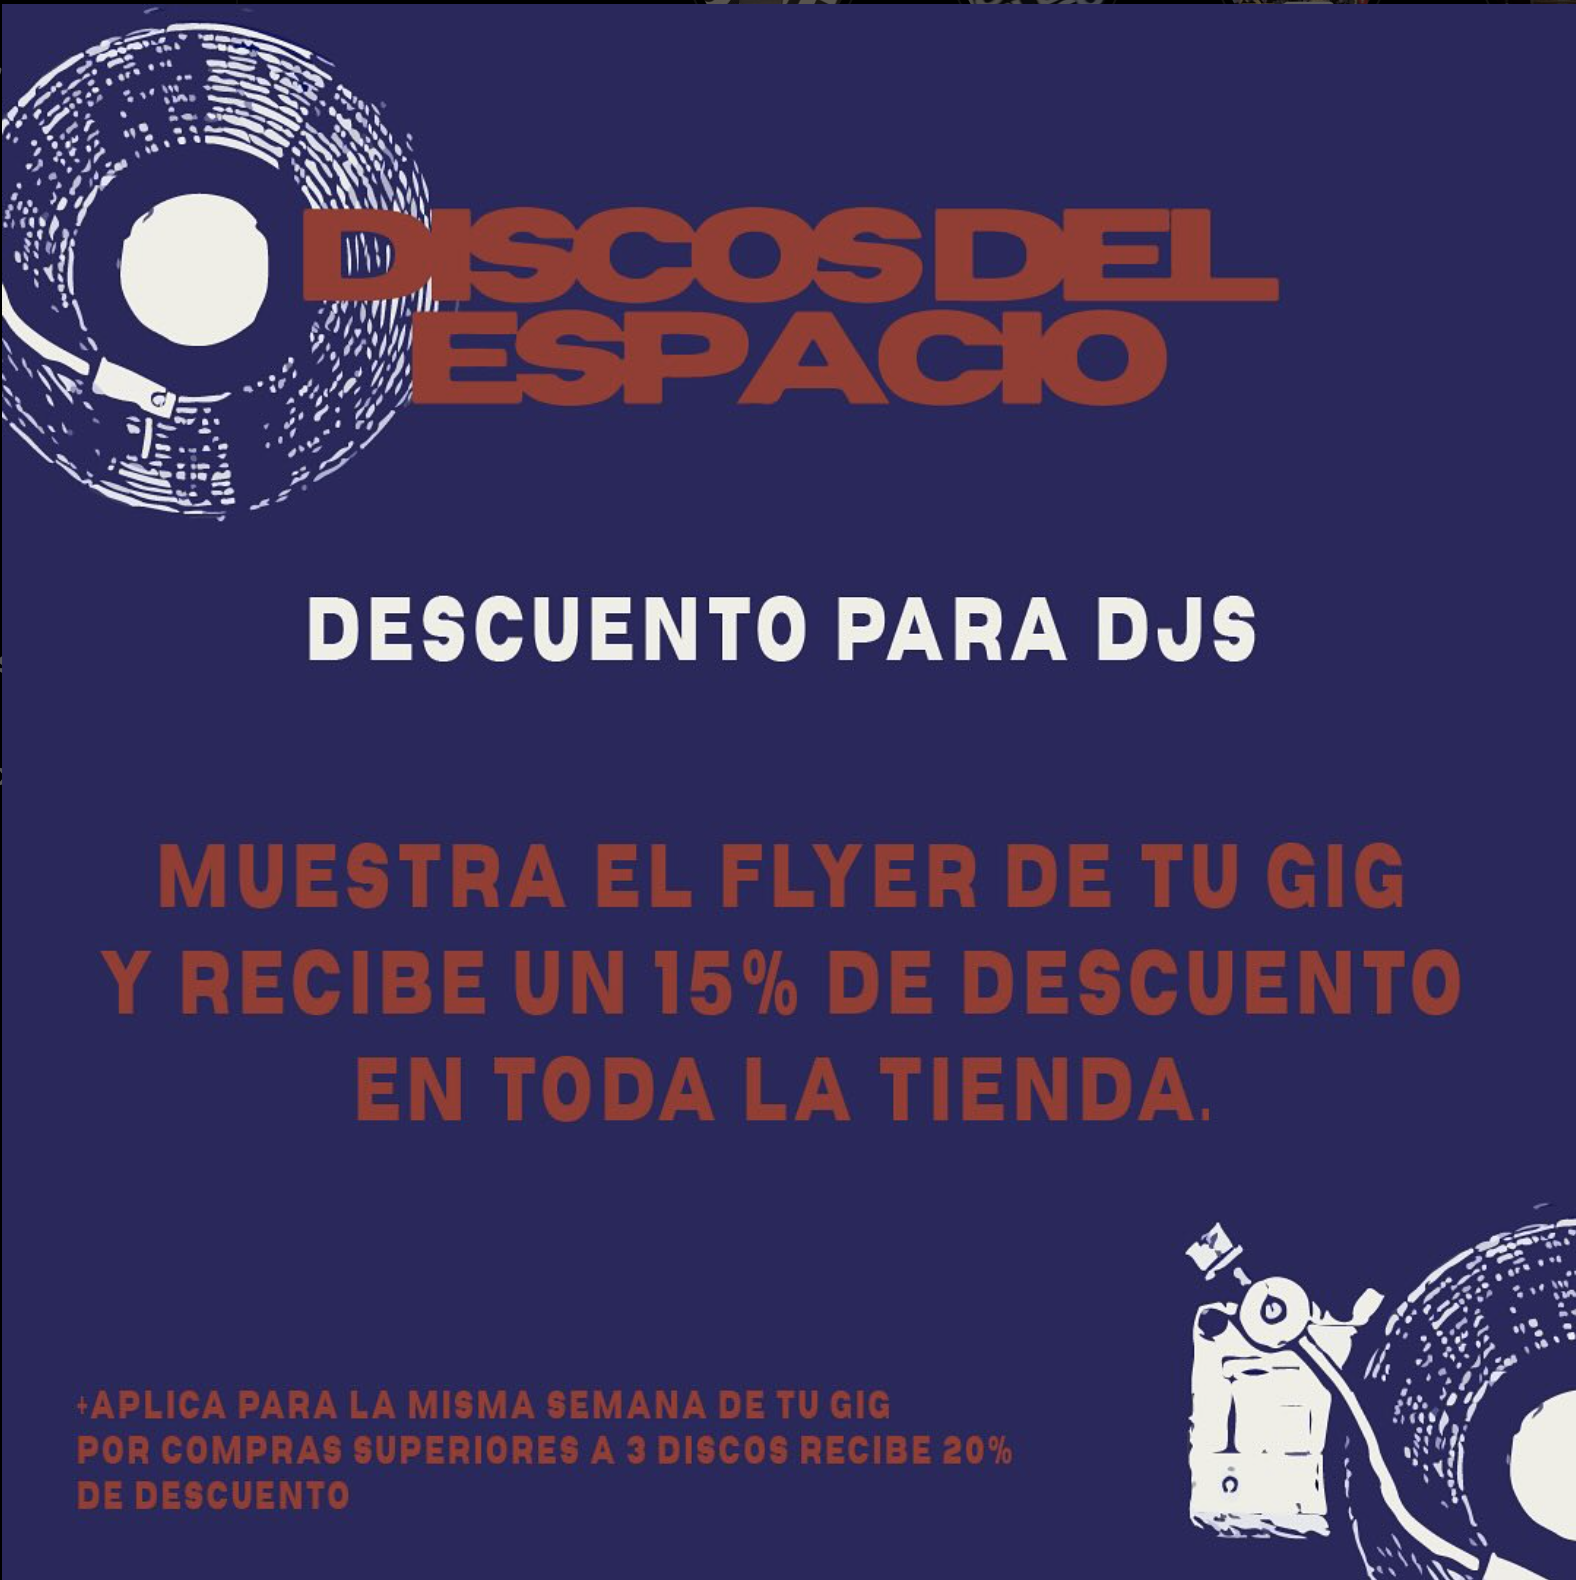 DISCOS DEL
ESPACIO
DESCUENTO PARA DJS
MUESTRA EL FLYER DE TU GIG
Y RECIBE UN 15% DE DESCUENTO
EN TODA LA TIENDA.
+APLICA PARA LA MISMA SEMANA DE TU GIG
POR COMPRAS SUPERIORES A 3 DISCOS RECIBE 20%
DE DESCUENTO